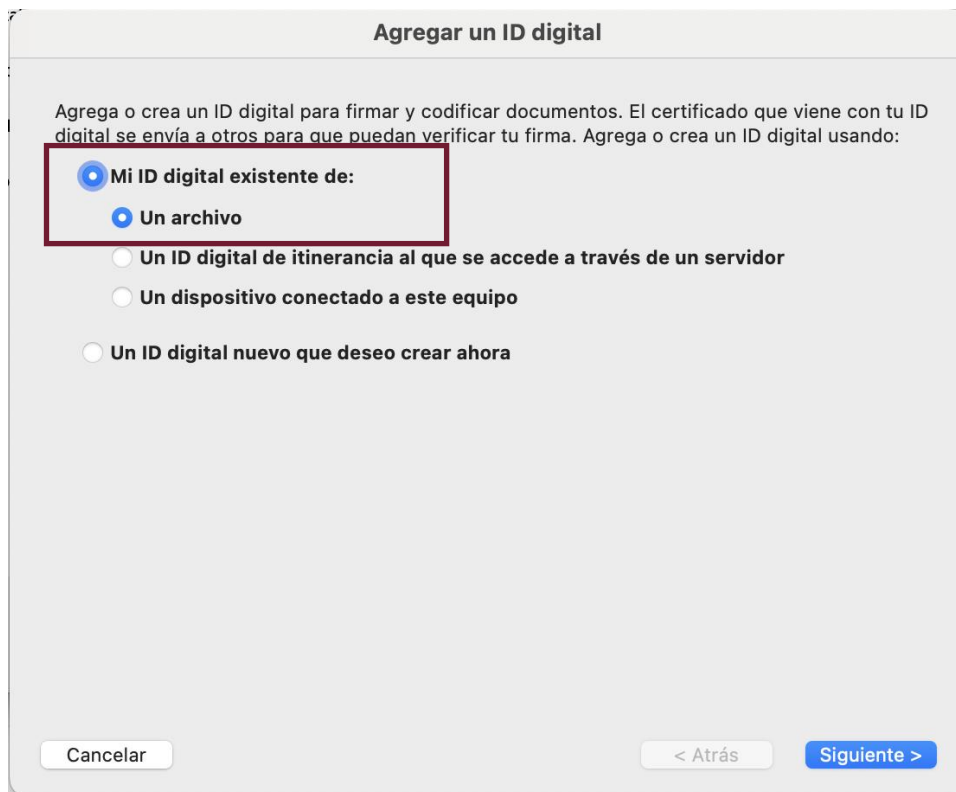 Agregar un ID digital
Agrega o crea un ID digital para firmar y codificar documentos. El certificado que viene con tu ID
digital se envía a otros para que puedan verificar tu firma. Agrega o crea un ID digital usando:
Mi ID digital existente de:
Un archivo
Un ID digital de itinerancia al que se accede a través de un servidor
Un dispositivo conectado a este equipo
Un ID digital nuevo que deseo crear ahora
Cancelar
< Atrás
Siguiente >